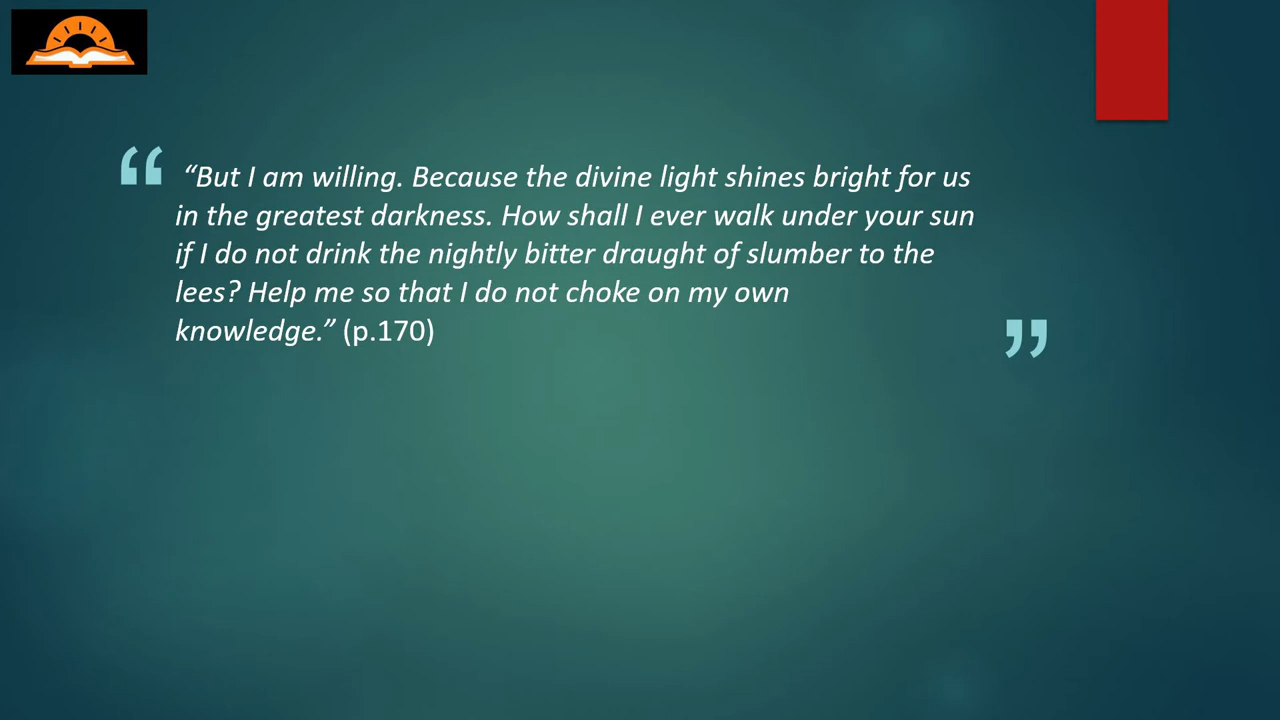 “But I am willing. Because the divine light shines bright for us
in the greatest darkness. How shall I ever walk under your sun
if I do not drink the nightly bitter draught of slumber to the
lees? Help me so that I do not choke on my own
knowledge.” (p.170)